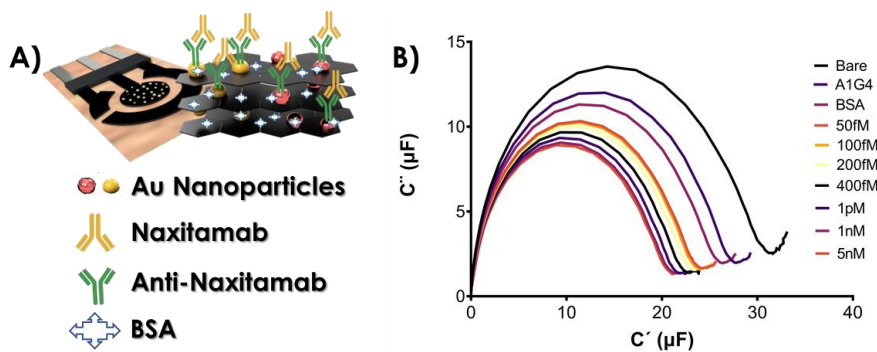 A)
Au Nanoparticles
Naxitamab
Anti-Naxitamab
BSA
B)
15
10
5
0
0
10
20
30
40
C¨ (µF)
C´ (µF)
Bare
A1G4
BSA
50fM
100fM
200fM
400fM
1pM
1nM
5nM